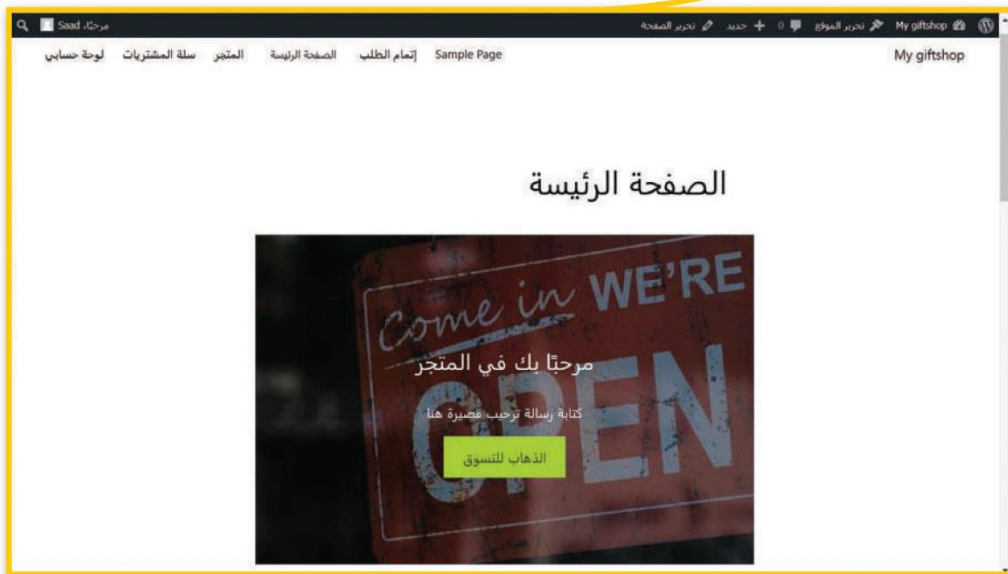 My giftshop تحرير الموقع 0 جديد تحرير الصفحة مرحبًا، Saad
My giftshop Sample Page إتمام الطلب الصفحة الرئيسة المتجر سلة المشتريات لوحة حسابي
الصفحة الرئيسة
come in WE'RE
OPEN
مرحبًا بك في المتجر
كتابة رسالة ترحيب قصيرة هنا
الذهاب للتسوق